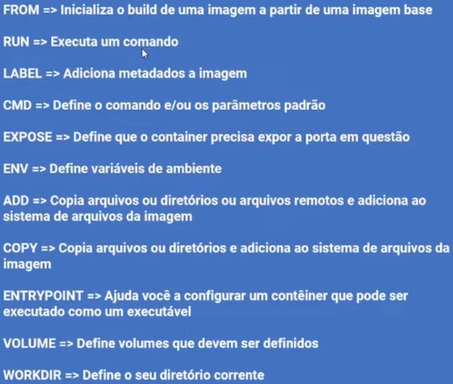 FROM => Inicializa o build de uma imagem a partir de uma imagem base
RUN => Executa um comando
LABEL => Adiciona metadados a imagem
CMD => Define o comando e/ou os parâmetros padrão
EXPOSE => Define que o container precisa expor a porta em questão
ENV => Define variáveis de ambiente
ADD => Copia arquivos ou diretórios ou arquivos remotos e adiciona ao
sistema de arquivos da imagem
COPY => Copia arquivos ou diretórios e adiciona ao sistema de arquivos da
imagem
ENTRYPOINT => Ajuda você a configurar um contêiner que pode ser
executado como um executável
VOLUME => Define volumes que devem ser definidos
WORKDIR => Define o seu diretório corrente